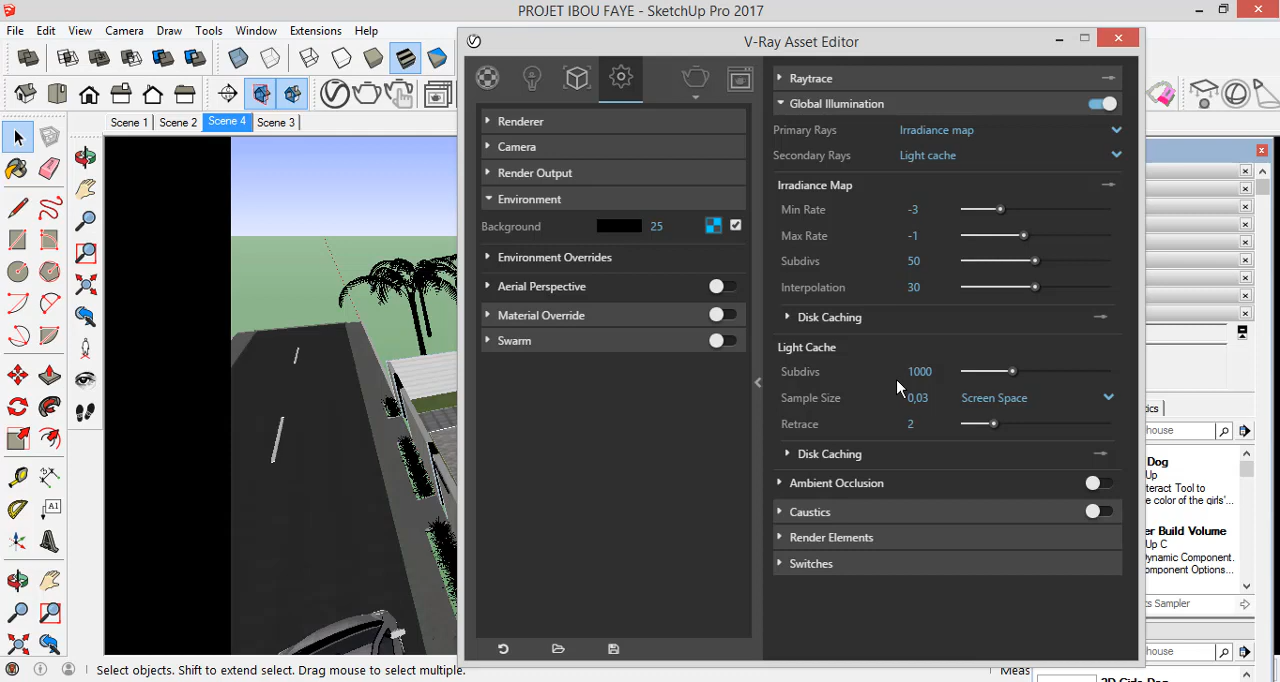 PROJET IBOU FAYE - SketchUp Pro 2017
File Edit View Camera Draw Tools Window Extensions Help
V-Ray Asset Editor
Scene 1 Scene 2 Scene 4 Scene 3
Renderer
Camera
Render Output
Environment
Background 25
Environment Overrides
Aerial Perspective
Material Override
Swarm
Raytrace
Global Illumination
Primary Rays Irradiance map
Secondary Rays Light cache
Irradiance Map
Min Rate -3
Max Rate -1
Subdivs 50
Interpolation 30
Disk Caching
Light Cache
Subdivs 1000
Sample Size 0,03 Screen Space
Retrace 2
Disk Caching
Ambient Occlusion
Caustics
Render Elements
Switches
A1
tics
house
Dog
Up
teract Tool to
e color of the girls'...
er Build Volume
Up C
Dynamic Component.
omponent Options...
s Sampler
house
Select objects. Shift to extend select. Drag mouse to select multiple.
Meas